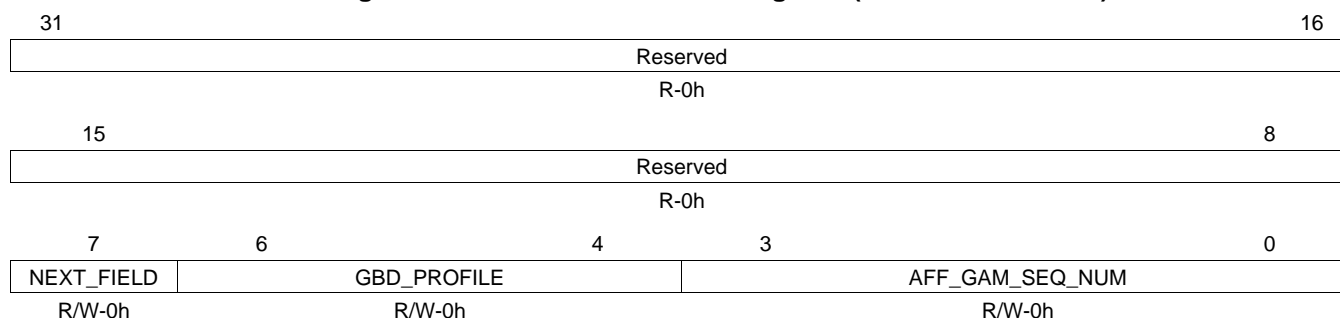 31 16
Reserved
R-0h
15 8
Reserved
R-0h
7 6 4 3 0
NEXT_FIELD GBD_PROFILE AFF_GAM_SEQ_NUM
R/W-0h R/W-0h R/W-0h